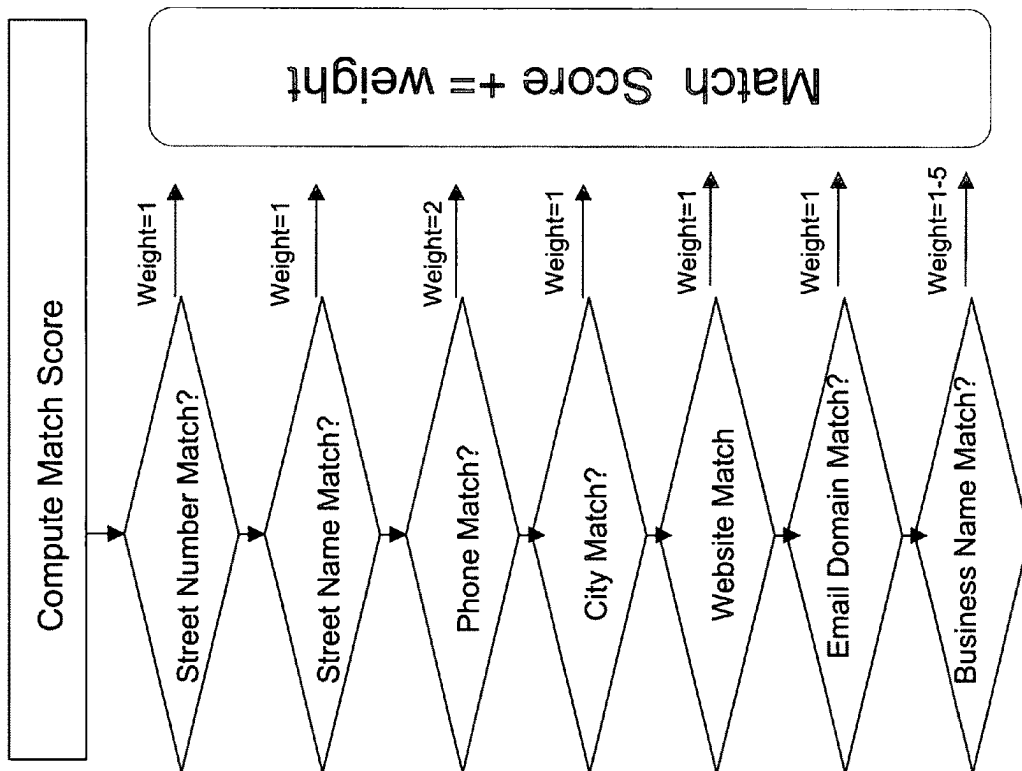 Compute Match Score
Street Number Match?
Weight=1
Street Name Match?
Weight=1
Phone Match?
Weight=2
City Match?
Weight=1
Website Match
Weight=1
Email Domain Match?
Weight=1
Business Name Match?
Weight=1-5
Match Score += weight